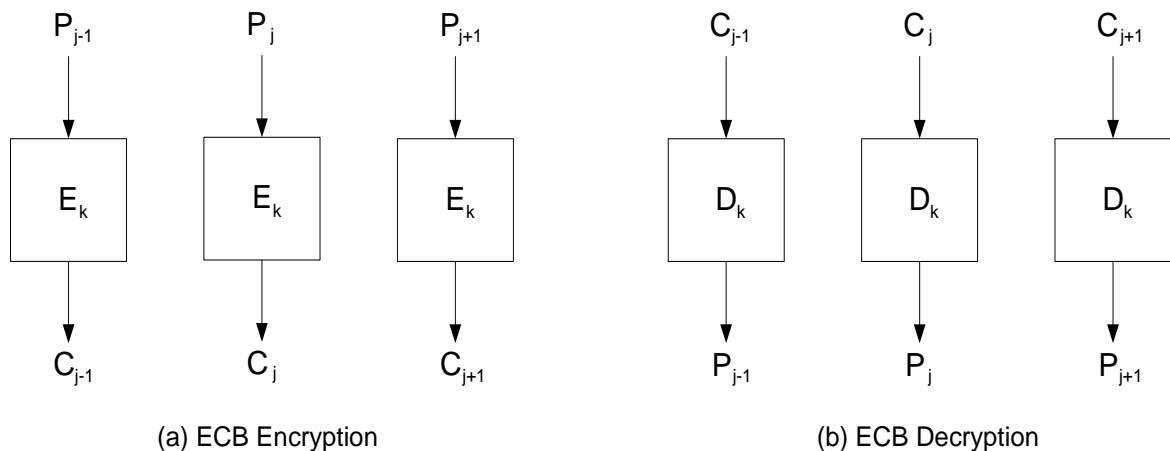 P_{j-1} P_j P_{j+1} C_{j-1} C_j C_{j+1}
E_k E_k E_k D_k D_k D_k
C_{j-1} C_j C_{j+1} P_{j-1} P_j P_{j+1}
(a) ECB Encryption (b) ECB Decryption